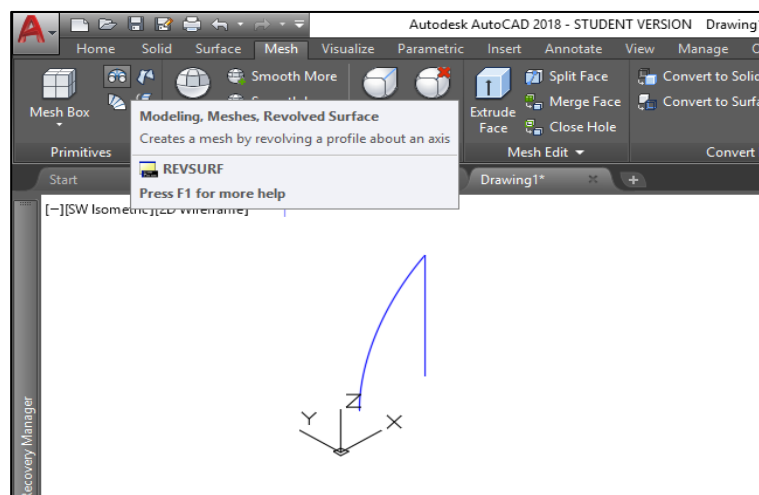 Autodesk AutoCAD 2018 - STUDENT VERSION Drawing1
Home Solid Surface Mesh Visualize Parametric Insert Annotate View Manage
Mesh Box
Smooth More
Extrude Face
Split Face
Merge Face
Close Hole
Convert to Solid
Convert to Surfa
Primitives
Mesh Edit
Convert
Modeling, Meshes, Revolved Surface
Creates a mesh by revolving a profile about an axis
REVSURF
Press F1 for more help
Start
Drawing1*
[−][SW Isometric][2D Wireframe]
Z
Y
X
Recovery Manager